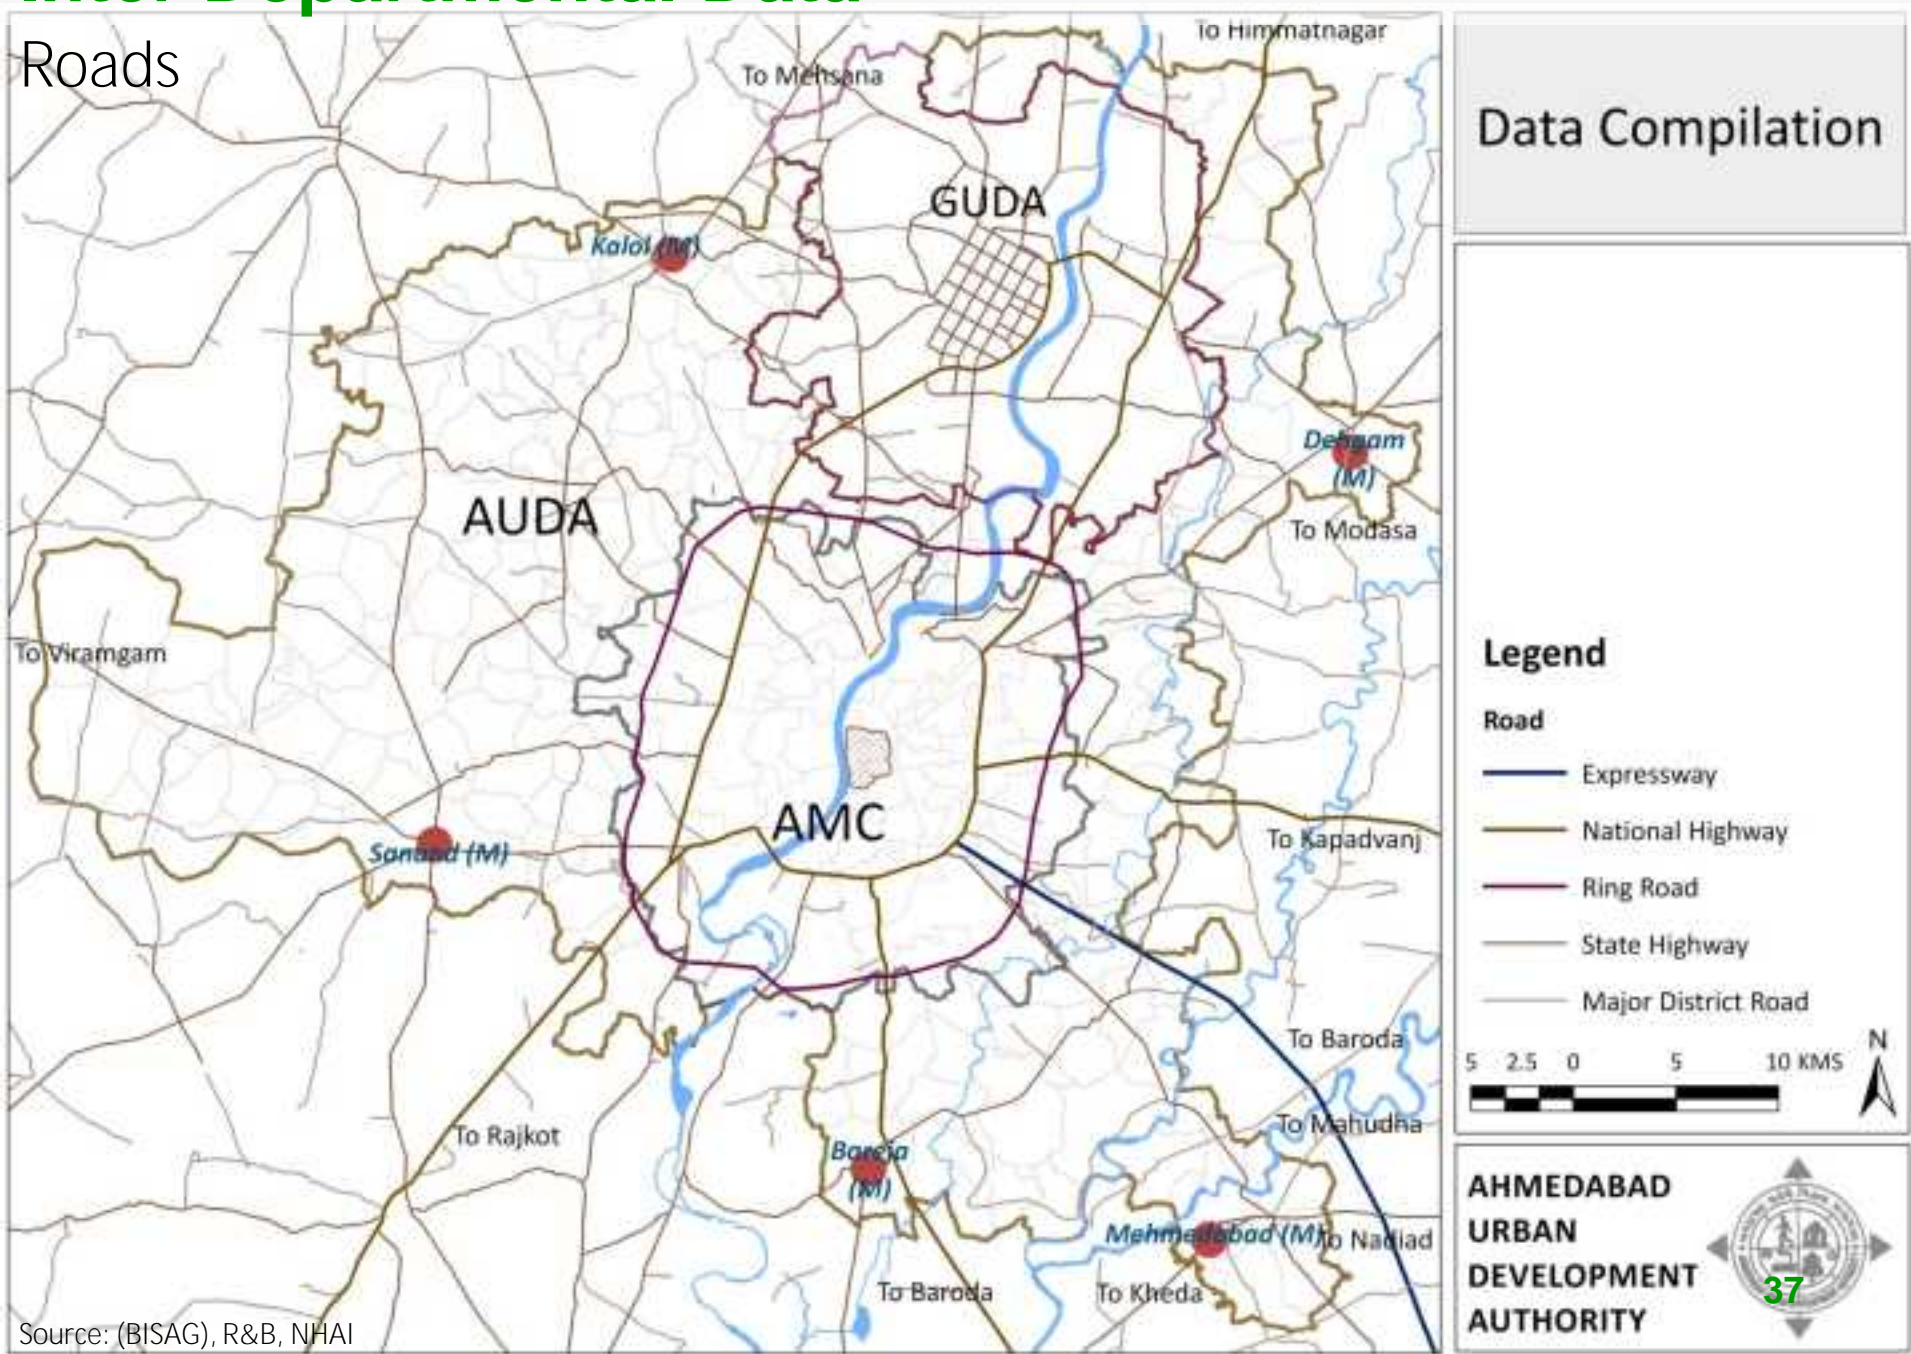 Inter Departmental Data
Roads
To Himmatnagar
To Mehsana
Data Compilation
GUDA
Kalol (M)
Dehgam
(M)
AUDA
To Modasa
To Viramgam
AMC
Sanand (M)
To Kapadvanj
To Baroda
To Mahudha
To Rajkot
Bareja
(M)
Mehmedabad (M)
To Nadiad
To Baroda
To Kheda
Source: (BISAG), R&B, NHAI
Legend
Road
Expressway
National Highway
Ring Road
State Highway
Major District Road
N
5 2.5 0 5 10 KMS
AHMEDABAD
URBAN
DEVELOPMENT
AUTHORITY
37